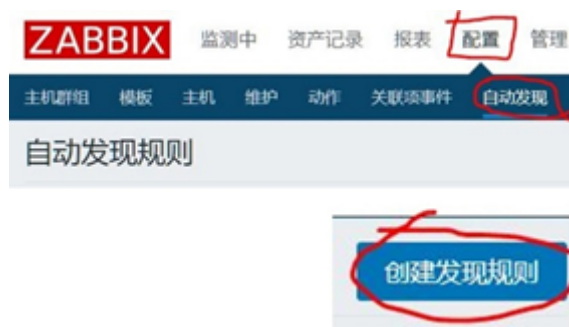 ZABBIX 监测中 资产记录 报表 配置 管理
主机群组 模板 主机 维护 动作 关联项事件 自动发现
自动发现规则
创建发现规则